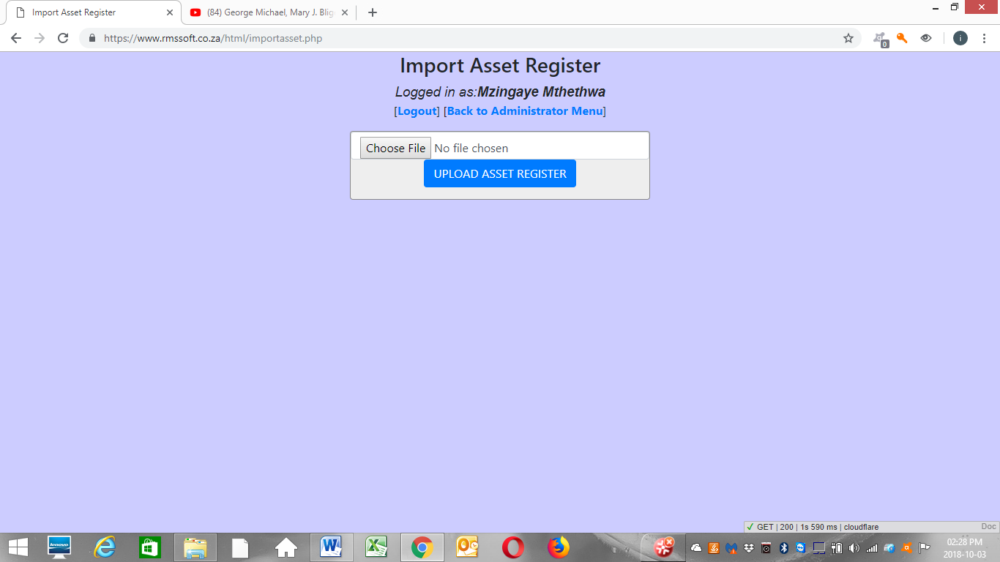 Import Asset Register
(84) George Michael, Mary J. Blig
https://www.rmssoft.co.za/html/importasset.php
0
i
Import Asset Register
Logged in as:Mzingaye Mthethwa
[Logout] [Back to Administrator Menu]
Choose File No file chosen
UPLOAD ASSET REGISTER
GET | 200 | 1s 590 ms | cloudflare
Doc
lenovo
02:28 PM
2018-10-03